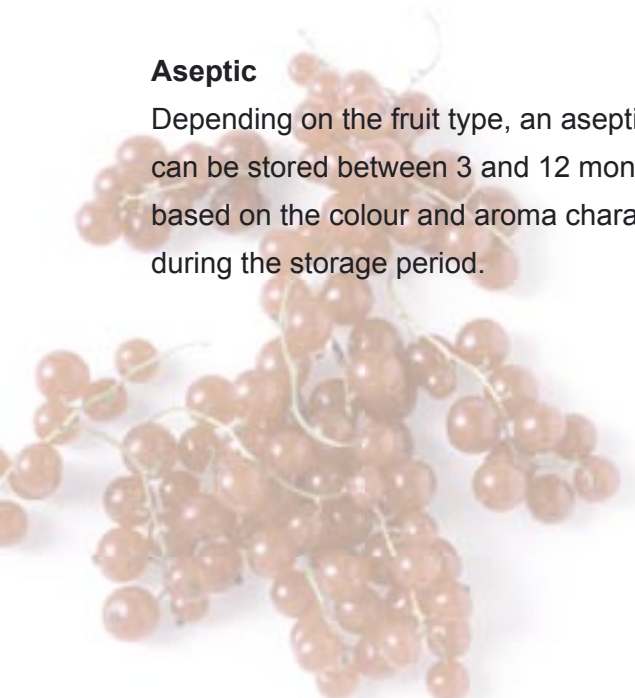 Aseptic
Depending on the fruit type, an asepti
can be stored between 3 and 12 mon
based on the colour and aroma chara
during the storage period.